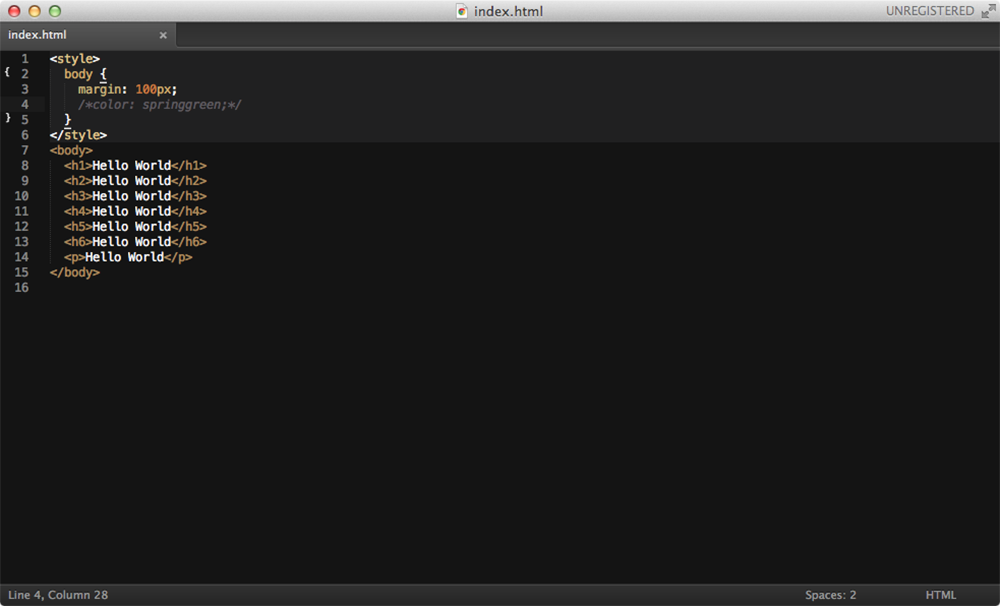 index.html
UNREGISTERED
index.html ×
1 <style>
{ 2 body {
3 margin: 100px;
4 /*color: springgreen;*/
} 5 }
6 </style>
7 <body>
8 <h1>Hello World</h1>
9 <h2>Hello World</h2>
10 <h3>Hello World</h3>
11 <h4>Hello World</h4>
12 <h5>Hello World</h5>
13 <h6>Hello World</h6>
14 <p>Hello World</p>
15 </body>
16
Line 4, Column 28
Spaces: 2
HTML